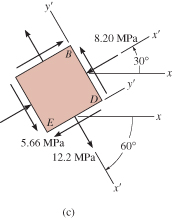 y′
8.20 MPa
x′
B
30°
x
y′
D
x
E
5.66 MPa
60°
12.2 MPa
x′
(c)